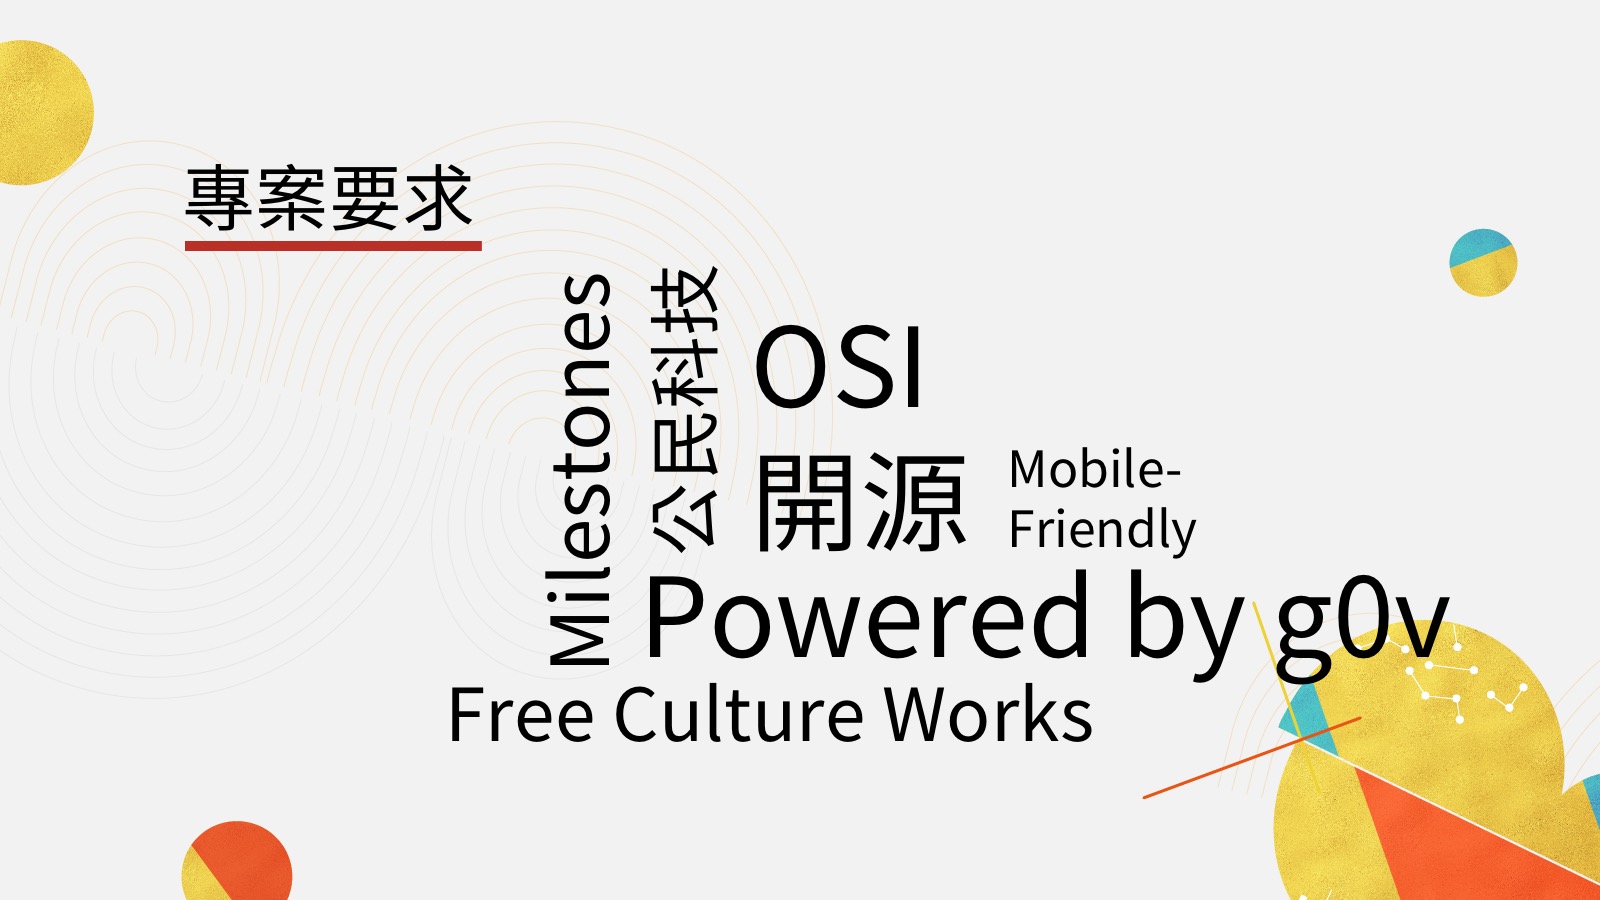 專案要求
Milestones
公民科技
OSI
開源
Mobile-
Friendly
Powered by g0v
Free Culture Works